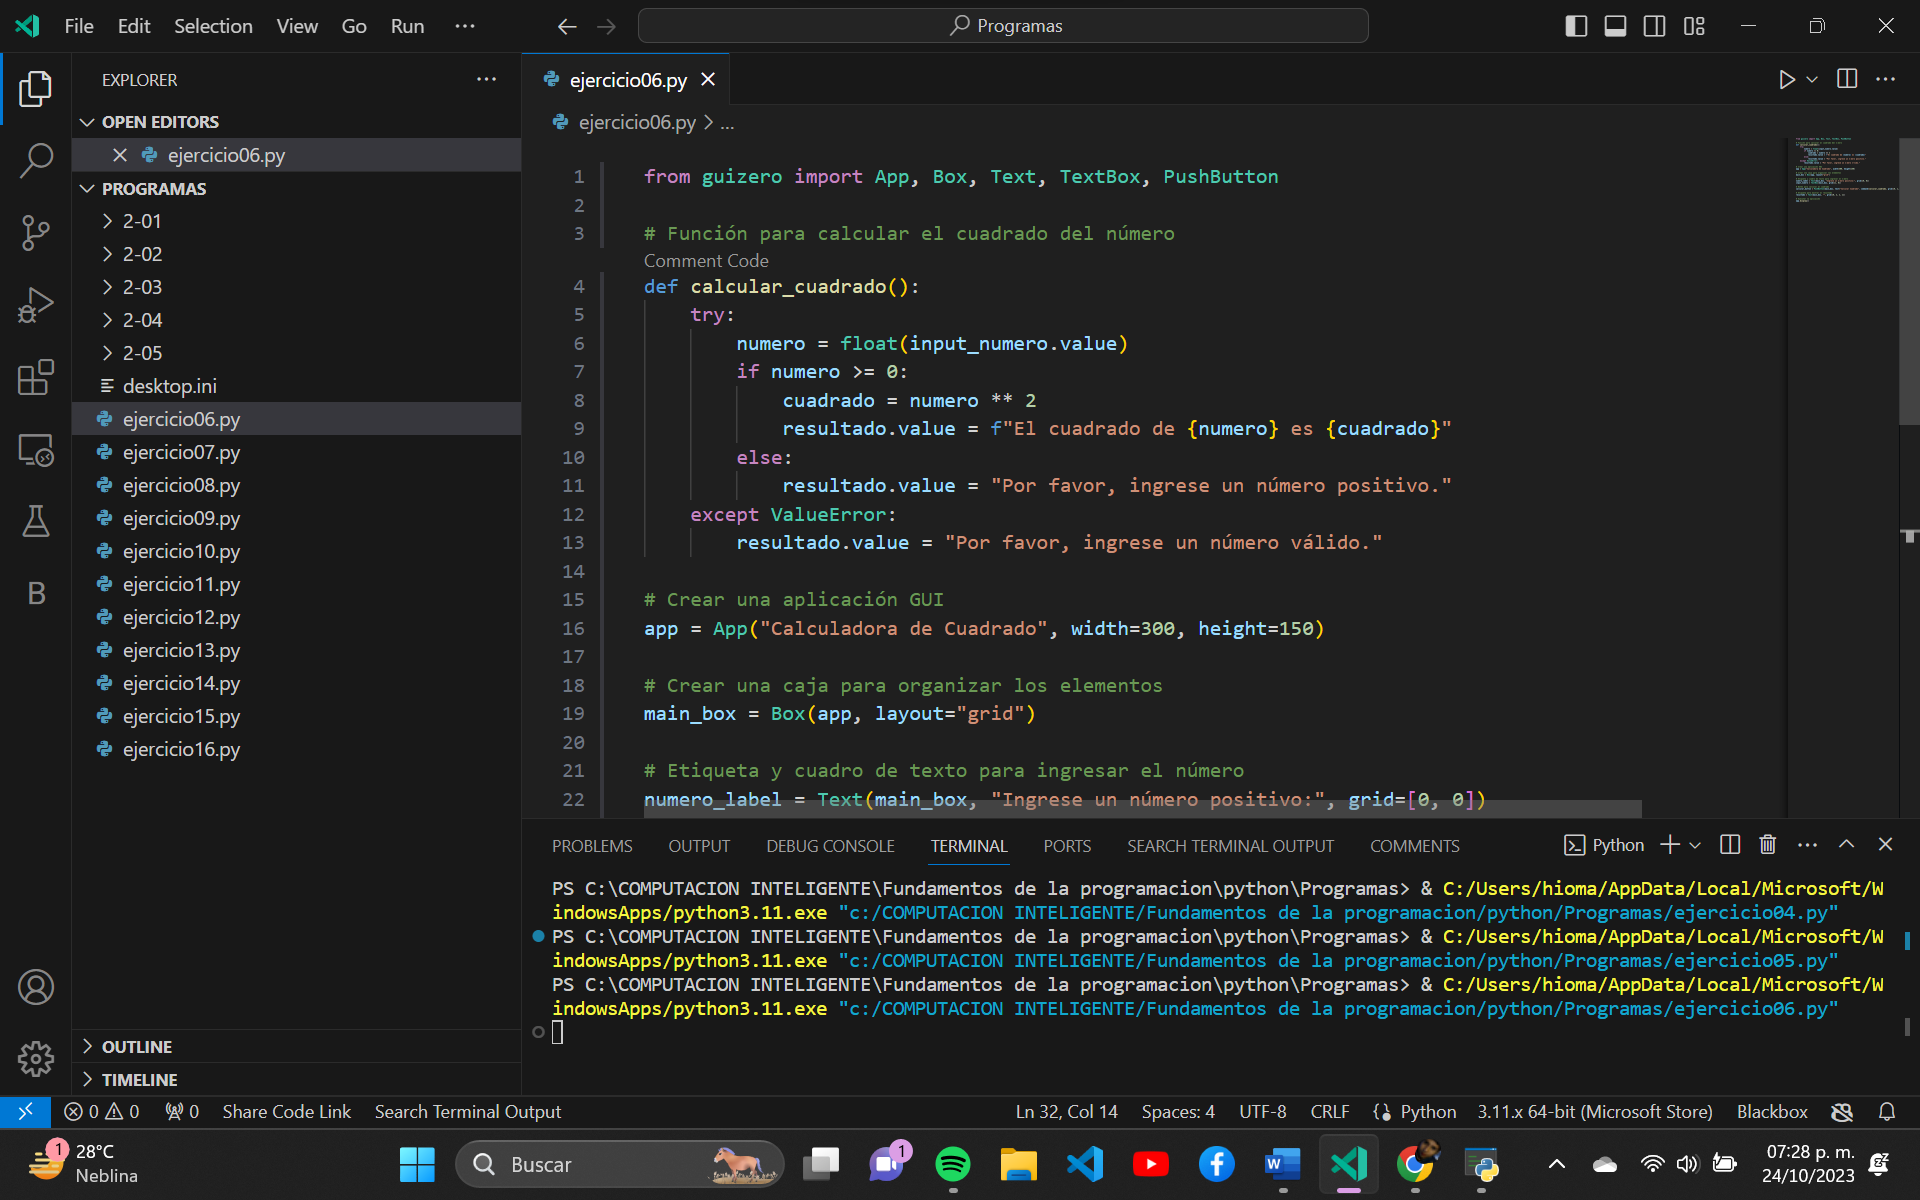 File Edit Selection View Go Run ··· Programas
EXPLORER ···
OPEN EDITORS
ejercicio06.py
PROGRAMAS
2-01
2-02
2-03
2-04
2-05
desktop.ini
ejercicio06.py
ejercicio07.py
ejercicio08.py
ejercicio09.py
ejercicio10.py
ejercicio11.py
ejercicio12.py
ejercicio13.py
ejercicio14.py
ejercicio15.py
ejercicio16.py
OUTLINE
TIMELINE
ejercicio06.py
ejercicio06.py > ...
1 from guizero import App, Box, Text, TextBox, PushButton
2
3 # Función para calcular el cuadrado del número
Comment Code
4 def calcular_cuadrado():
5 try:
6 numero = float(input_numero.value)
7 if numero >= 0:
8 cuadrado = numero ** 2
9 resultado.value = f"El cuadrado de {numero} es {cuadrado}"
10 else:
11 resultado.value = "Por favor, ingrese un número positivo."
12 except ValueError:
13 resultado.value = "Por favor, ingrese un número válido."
14
15 # Crear una aplicación GUI
16 app = App("Calculadora de Cuadrado", width=300, height=150)
17
18 # Crear una caja para organizar los elementos
19 main_box = Box(app, layout="grid")
20
21 # Etiqueta y cuadro de texto para ingresar el número
22 numero_label = Text(main_box, "Ingrese un número positivo:", grid=[0, 0])
PROBLEMS OUTPUT DEBUG CONSOLE TERMINAL PORTS SEARCH TERMINAL OUTPUT COMMENTS Python
PS C:\COMPUTACION INTELIGENTE\Fundamentos de la programacion\python\Programas> & C:/Users/hioma/AppData/Local/Microsoft/W
indowsApps/python3.11.exe "c:/COMPUTACION INTELIGENTE/Fundamentos de la programacion/python/Programas/ejercicio04.py"
PS C:\COMPUTACION INTELIGENTE\Fundamentos de la programacion\python\Programas> & C:/Users/hioma/AppData/Local/Microsoft/W
indowsApps/python3.11.exe "c:/COMPUTACION INTELIGENTE/Fundamentos de la programacion/python/Programas/ejercicio05.py"
PS C:\COMPUTACION INTELIGENTE\Fundamentos de la programacion\python\Programas> & C:/Users/hioma/AppData/Local/Microsoft/W
indowsApps/python3.11.exe "c:/COMPUTACION INTELIGENTE/Fundamentos de la programacion/python/Programas/ejercicio06.py"
0 0 0 Share Code Link Search Terminal Output Ln 32, Col 14 Spaces: 4 UTF-8 CRLF Python 3.11.x 64-bit (Microsoft Store) Blackbox
1 28°C
Neblina
Buscar
1
07:28 p. m.
24/10/2023